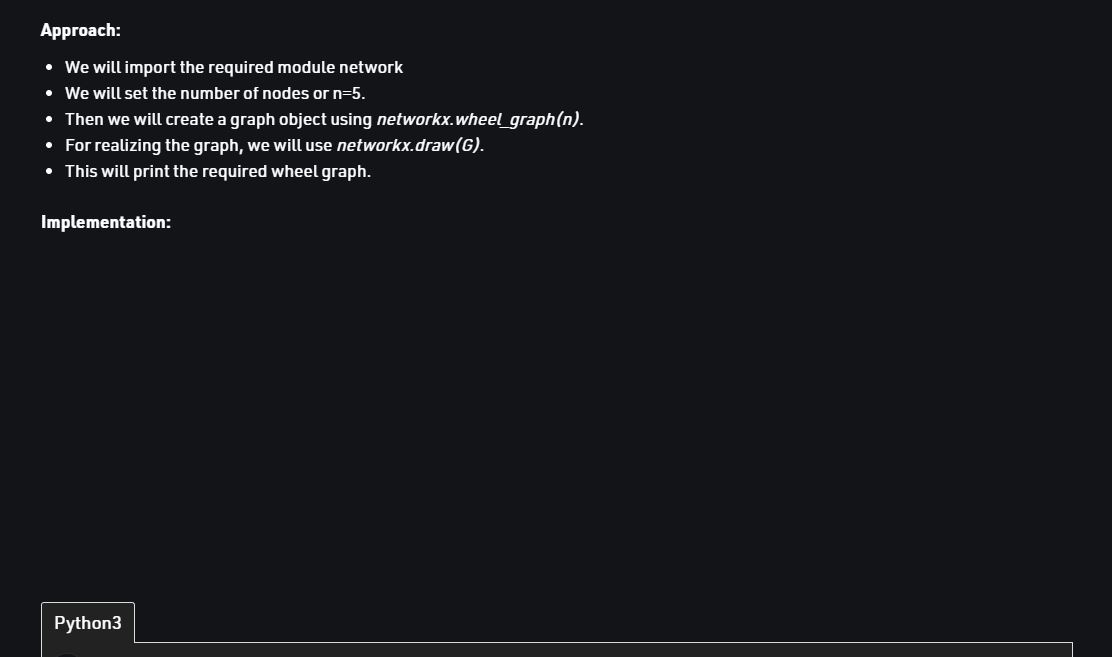 Approach:
• We will import the required module network
• We will set the number of nodes or n=5.
• Then we will create a graph object using networkx.wheel_graph(n).
• For realizing the graph, we will use networkx.draw(G).
• This will print the required wheel graph.
Implementation:
Python3